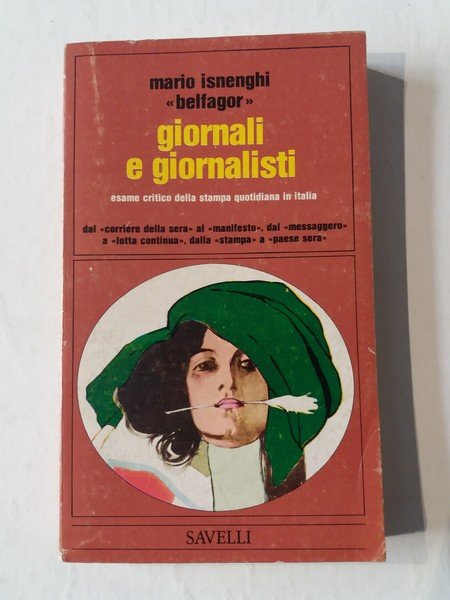 mario isnenghi
«belfagor»
giornali
e giornalisti
esame critico della stampa quotidiana in italia
dal «corriere della sera» al «manifesto», dal «messaggero»
a «lotta continua», dalla «stampa» a «paese sera»
SAVELLI